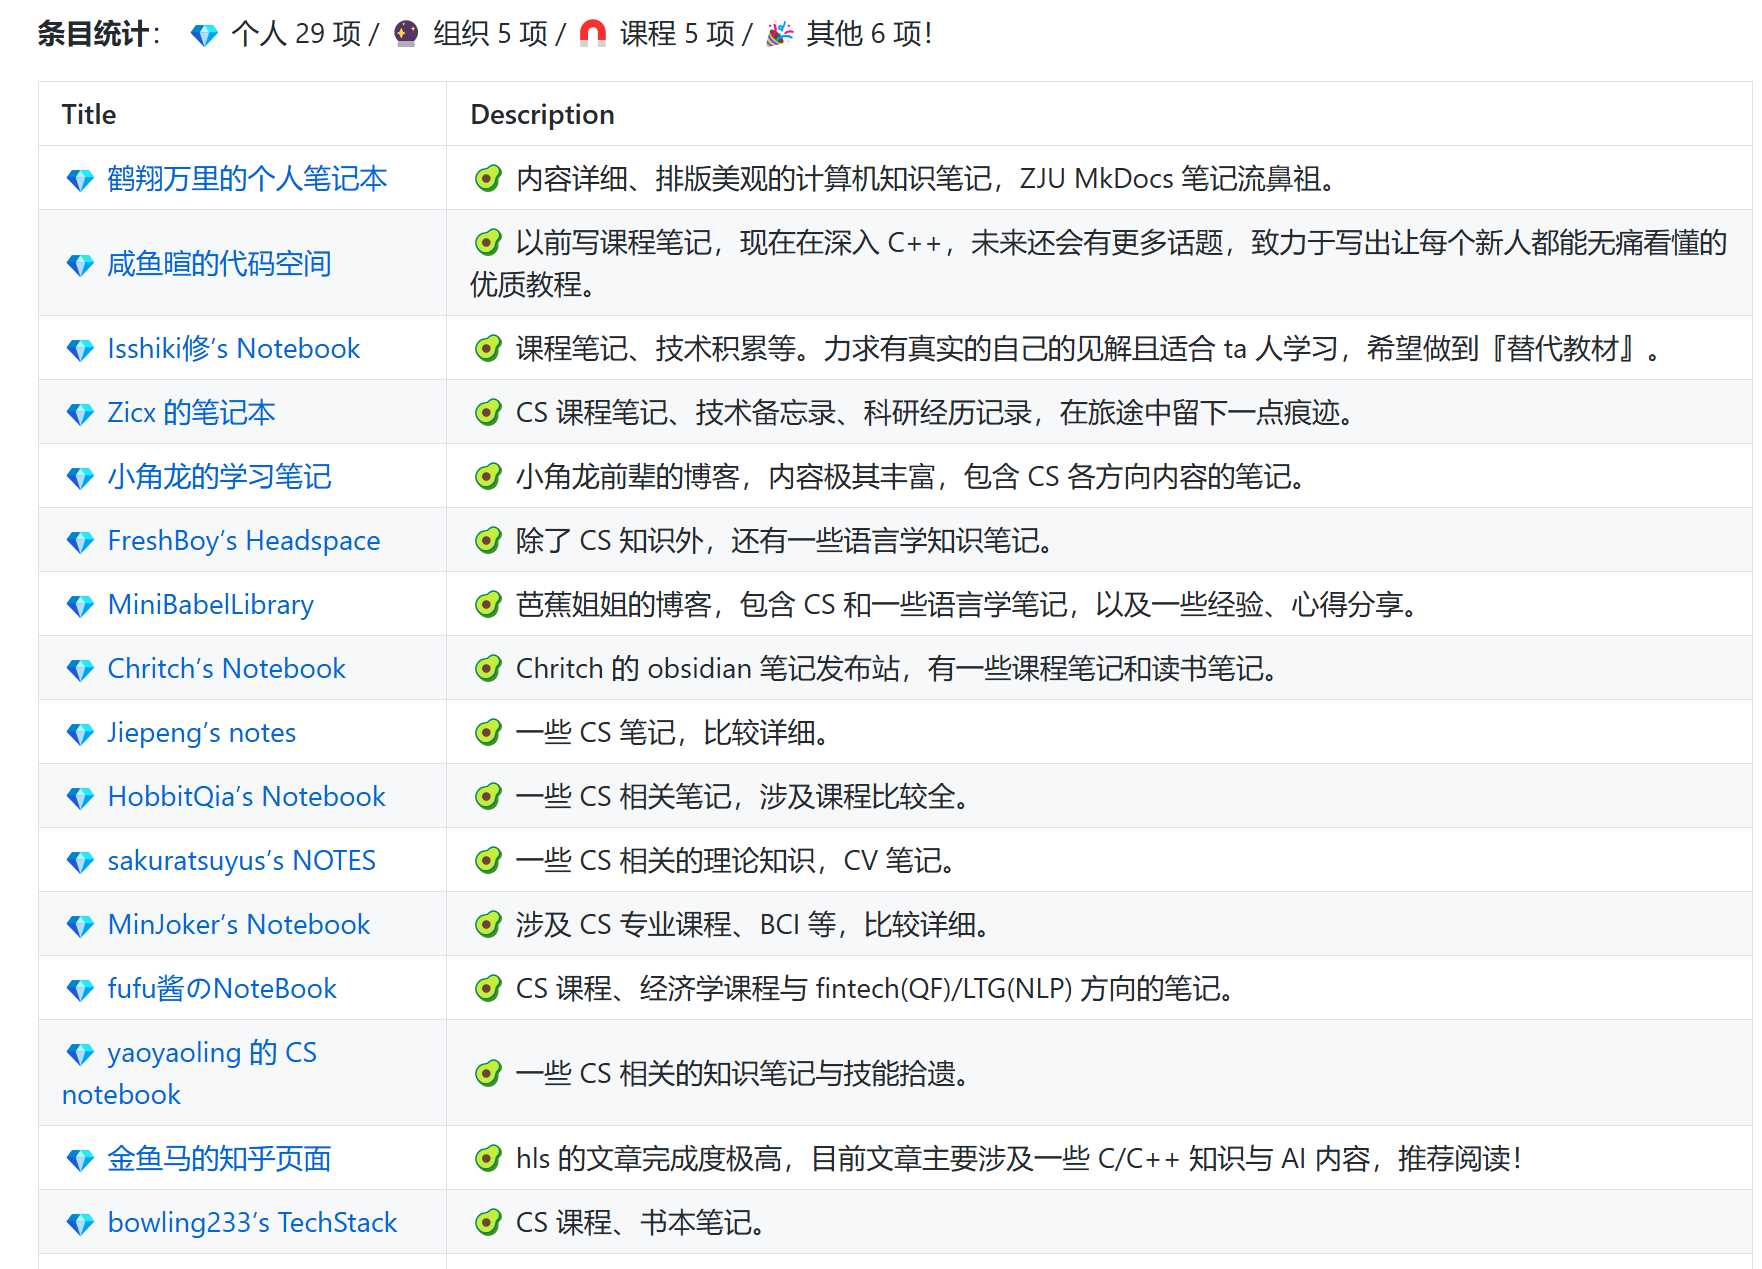 条目统计： 💎 个人 29 项 / 🔮 组织 5 项 / 🧲 课程 5 项 / 🎉 其他 6 项！
Title Description
💎 鹤翔万里的个人笔记本 🥑 内容详细、排版美观的计算机知识笔记，ZJU MkDocs 笔记流鼻祖。
💎 咸鱼暄的代码空间 🥑 以前写课程笔记，现在在深入 C++，未来还会有更多话题，致力于写出让每个新人都能无痛看懂的
优质教程。
💎 Isshiki修’s Notebook 🥑 课程笔记、技术积累等。力求有真实的自己的见解且适合 ta 人学习，希望做到『替代教材』。
💎 Zicx 的笔记本 🥑 CS 课程笔记、技术备忘录、科研经历记录，在旅途中留下一点痕迹。
💎 小角龙的学习笔记 🥑 小角龙前辈的博客，内容极其丰富，包含 CS 各方向内容的笔记。
💎 FreshBoy’s Headspace 🥑 除了 CS 知识外，还有一些语言学知识笔记。
💎 MiniBabelLibrary 🥑 芭蕉姐姐的博客，包含 CS 和一些语言学笔记，以及一些经验、心得分享。
💎 Chritch’s Notebook 🥑 Chritch 的 obsidian 笔记发布站，有一些课程笔记和读书笔记。
💎 Jiepeng’s notes 🥑 一些 CS 笔记，比较详细。
💎 HobbitQia’s Notebook 🥑 一些 CS 相关笔记，涉及课程比较全。
💎 sakuratsuyus’s NOTES 🥑 一些 CS 相关的理论知识，CV 笔记。
💎 MinJoker’s Notebook 🥑 涉及 CS 专业课程、BCI 等，比较详细。
💎 fufu酱のNoteBook 🥑 CS 课程、经济学课程与 fintech(QF)/LTG(NLP) 方向的笔记。
💎 yaoyaoling 的 CS
notebook 🥑 一些 CS 相关的知识笔记与技能拾遗。
💎 金鱼马的知乎页面 🥑 hls 的文章完成度极高，目前文章主要涉及一些 C/C++ 知识与 AI 内容，推荐阅读！
💎 bowling233’s TechStack 🥑 CS 课程、书本笔记。